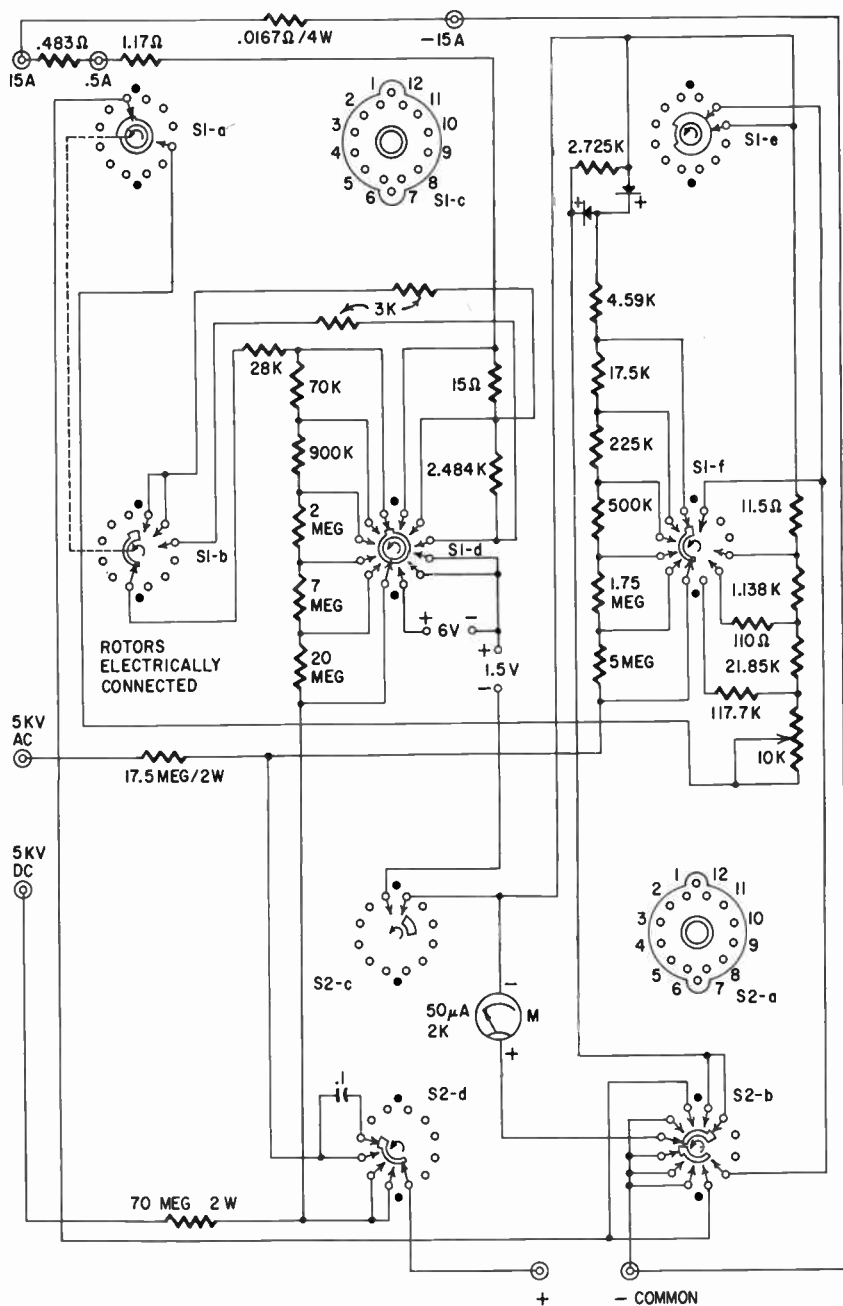 .0167Ω/4W
-15A
.483Ω
1.17Ω
15A
.5A
S1-a
1 12
2 11
3 10
4 9
5 8
6 7
S1-c
S1-e
2.725K
+
+
4.59K
3K
28K
70K
15Ω
17.5K
900K
2.484K
225K
S1-f
2 MEG
500K
11.5Ω
S1-b
S1-d
7 MEG
1.75 MEG
1.138K
+ 6V -
110Ω
ROTORS
ELECTRICALLY
CONNECTED
20 MEG
+
1.5V
-
5 MEG
21.85K
117.7K
5KV
AC
17.5 MEG/2W
10K
5KV
DC
1 12
2 11
3 10
4 9
5 8
6 7
S2-a
S2-c
-
50µA
2K
M
+
.1
S2-d
S2-b
70 MEG 2W
+
- COMMON